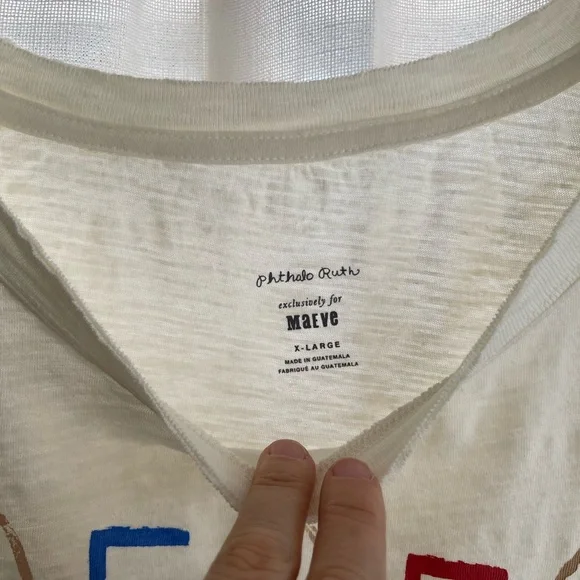 Phthalo Ruth
exclusively for
MaEvE
X-LARGE
MADE IN GUATEMALA
FABRIQUÉ AU GUATEMALA